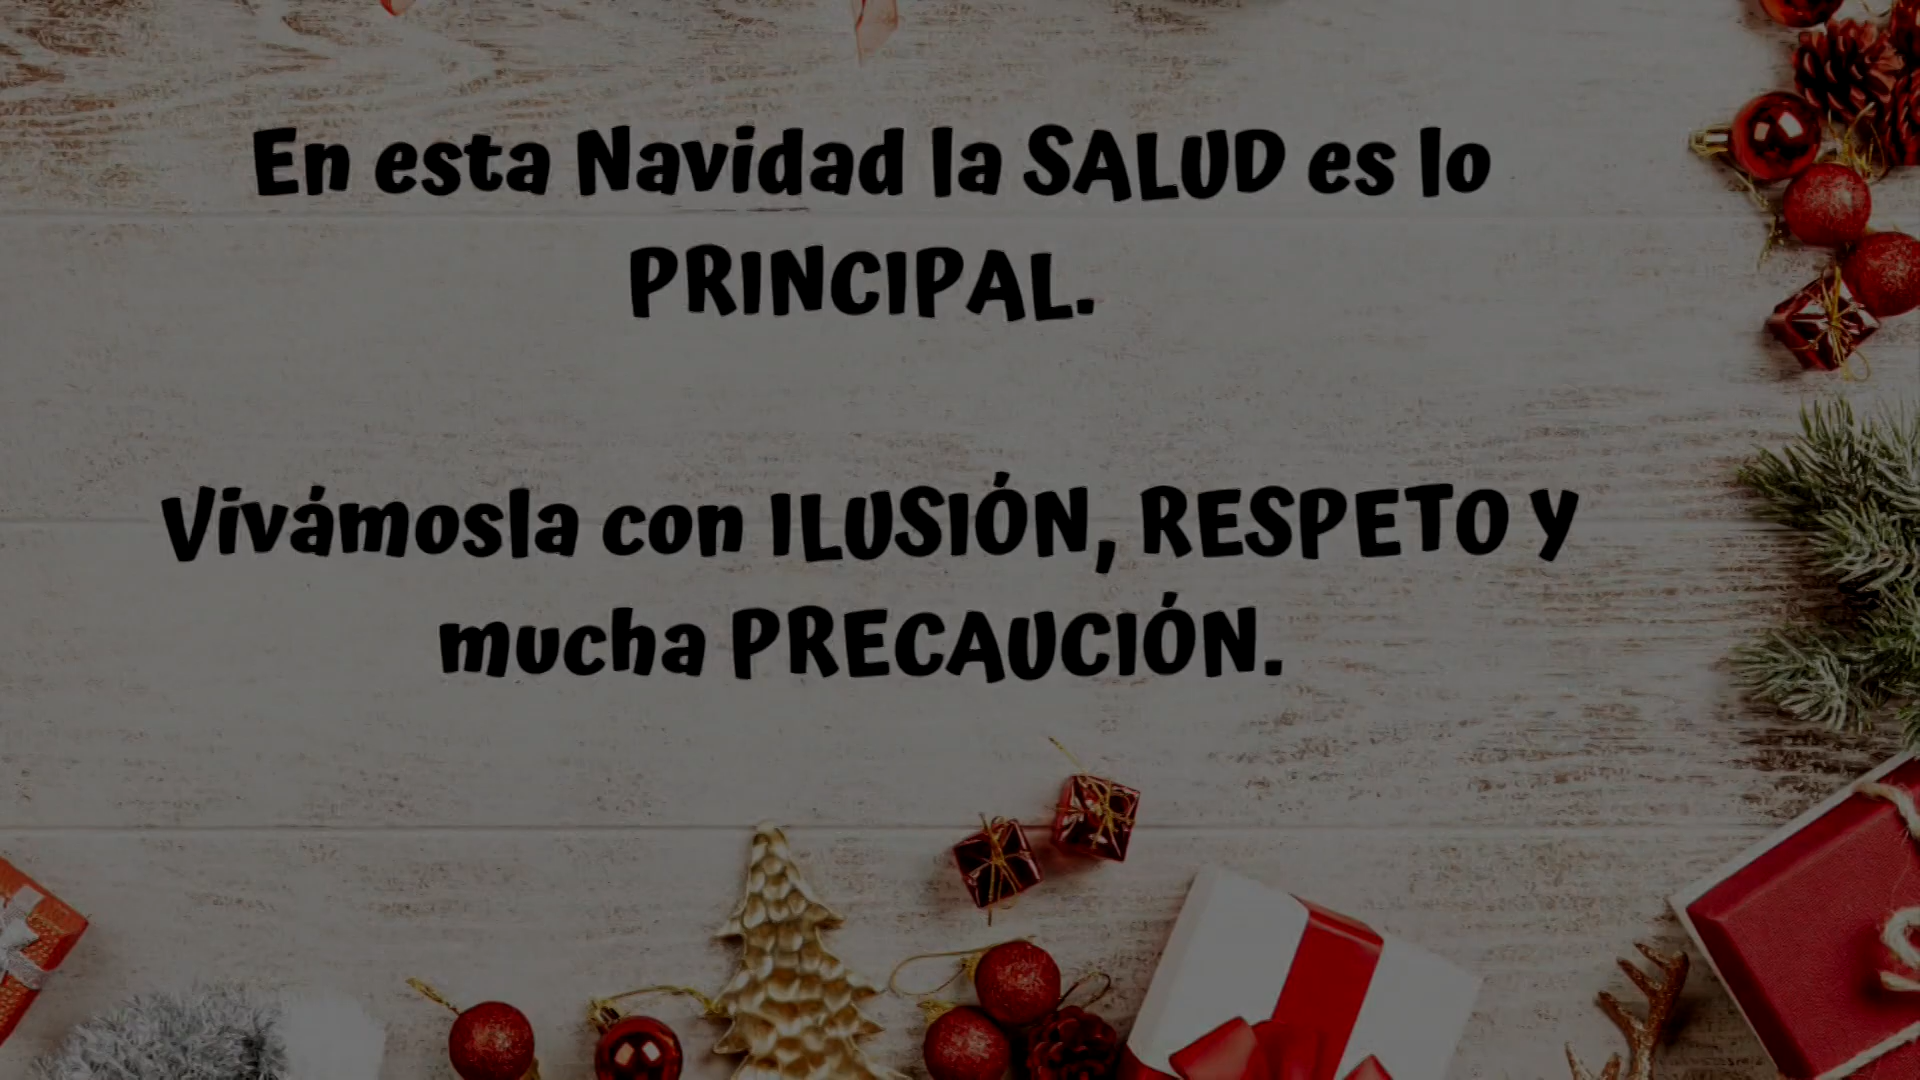 En esta Navidad la SALUD es lo
PRINCIPAL.
Vivámosla con ILUSIÓN, RESPETO y
mucha PRECAUCIÓN.